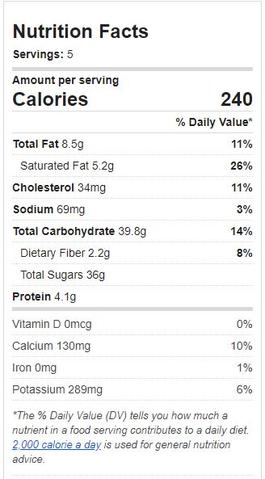 Nutrition Facts
Servings: 5
Amount per serving
Calories 240
% Daily Value*
Total Fat 8.5g 11%
Saturated Fat 5.2g 26%
Cholesterol 34mg 11%
Sodium 69mg 3%
Total Carbohydrate 39.8g 14%
Dietary Fiber 2.2g 8%
Total Sugars 36g
Protein 4.1g
Vitamin D 0mcg 0%
Calcium 130mg 10%
Iron 0mg 1%
Potassium 289mg 6%
*The % Daily Value (DV) tells you how much a
nutrient in a food serving contributes to a daily diet.
2,000 calorie a day is used for general nutrition
advice.